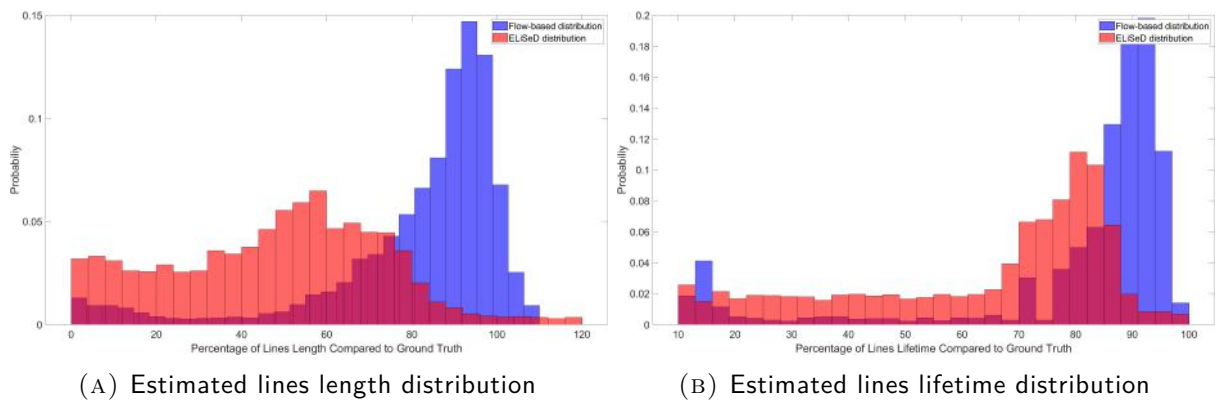 0.15
0.1
0.05
0
Probabiliy
0 20 40 60 80 100 120
Percentage of Lines Length Compared to Ground Truth
Flow-based distribution
ELiSeD distribution
(A) Estimated lines length distribution
0.2
0.18
0.16
0.14
0.12
0.1
0.08
0.06
0.04
0.02
0
Probability
10 20 30 40 50 60 70 80 90 100
Percentage of Lines Lifetime Compared to Ground Truth
Flow-based distribution
ELiSeD distribution
(B) Estimated lines lifetime distribution